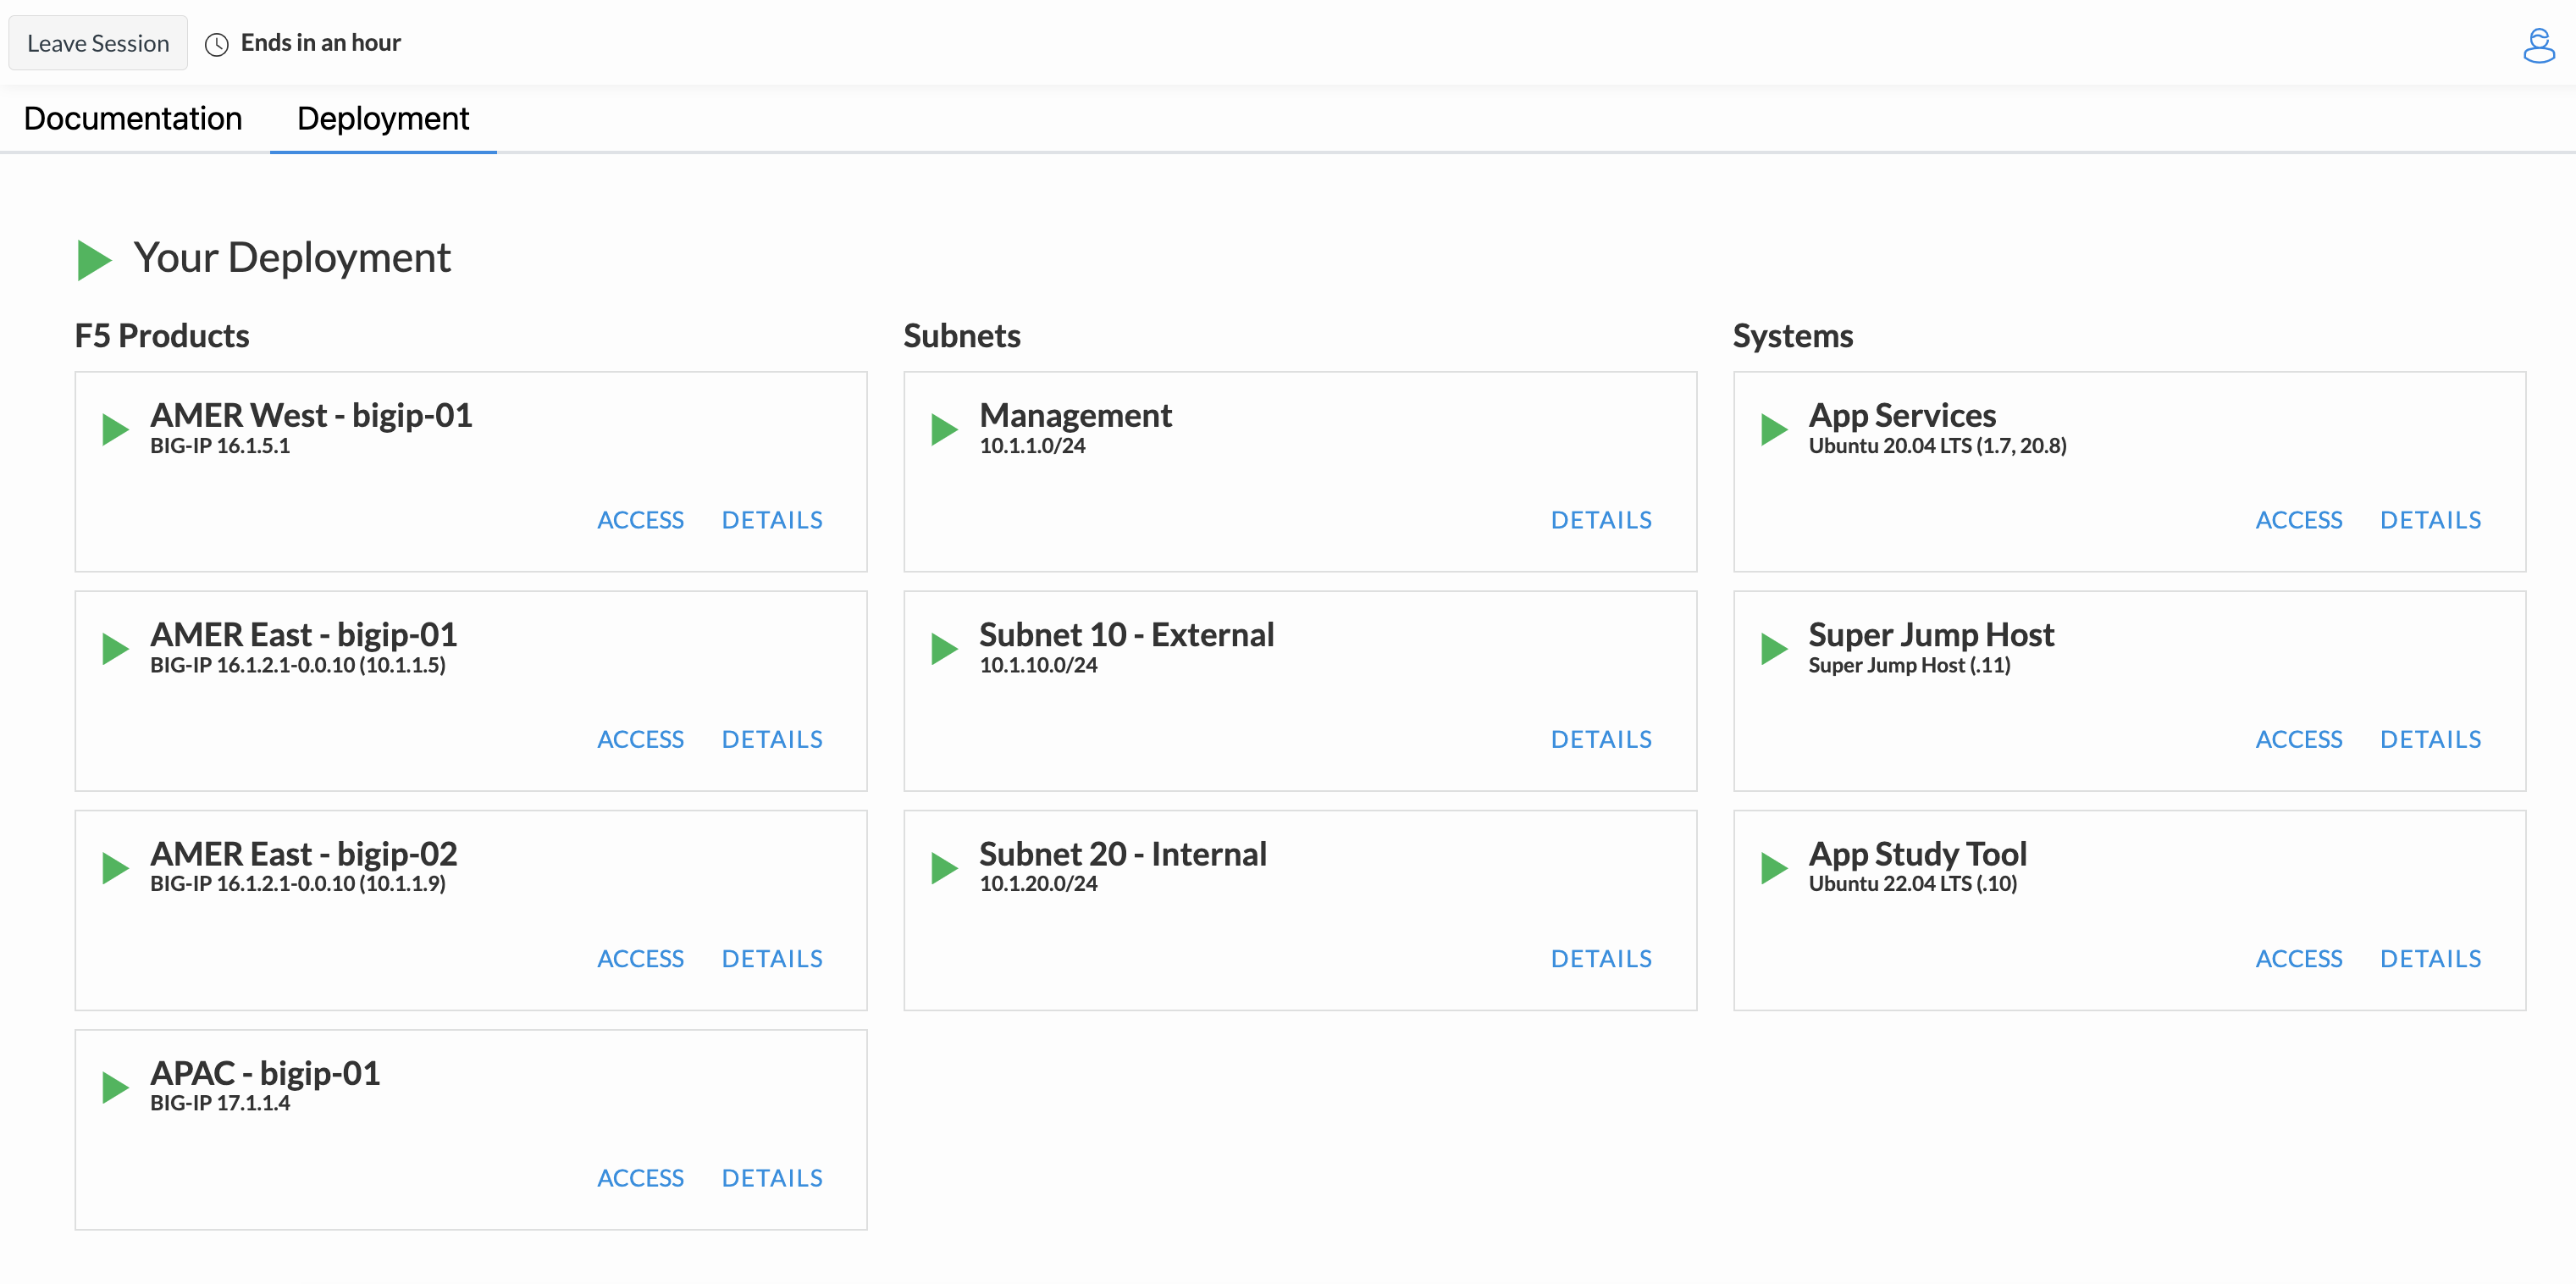 Leave Session
Ends in an hour
Documentation
Deployment
Your Deployment
F5 Products
AMER West - bigip-01
BIG-IP 16.1.5.1
ACCESS
DETAILS
AMER East - bigip-01
BIG-IP 16.1.2.1-0.0.10 (10.1.1.5)
ACCESS
DETAILS
AMER East - bigip-02
BIG-IP 16.1.2.1-0.0.10 (10.1.1.9)
ACCESS
DETAILS
APAC - bigip-01
BIG-IP 17.1.1.4
ACCESS
DETAILS
Subnets
Management
10.1.1.0/24
DETAILS
Subnet 10 - External
10.1.10.0/24
DETAILS
Subnet 20 - Internal
10.1.20.0/24
DETAILS
Systems
App Services
Ubuntu 20.04 LTS (1.7, 20.8)
ACCESS
DETAILS
Super Jump Host
Super Jump Host (.11)
ACCESS
DETAILS
App Study Tool
Ubuntu 22.04 LTS (.10)
ACCESS
DETAILS